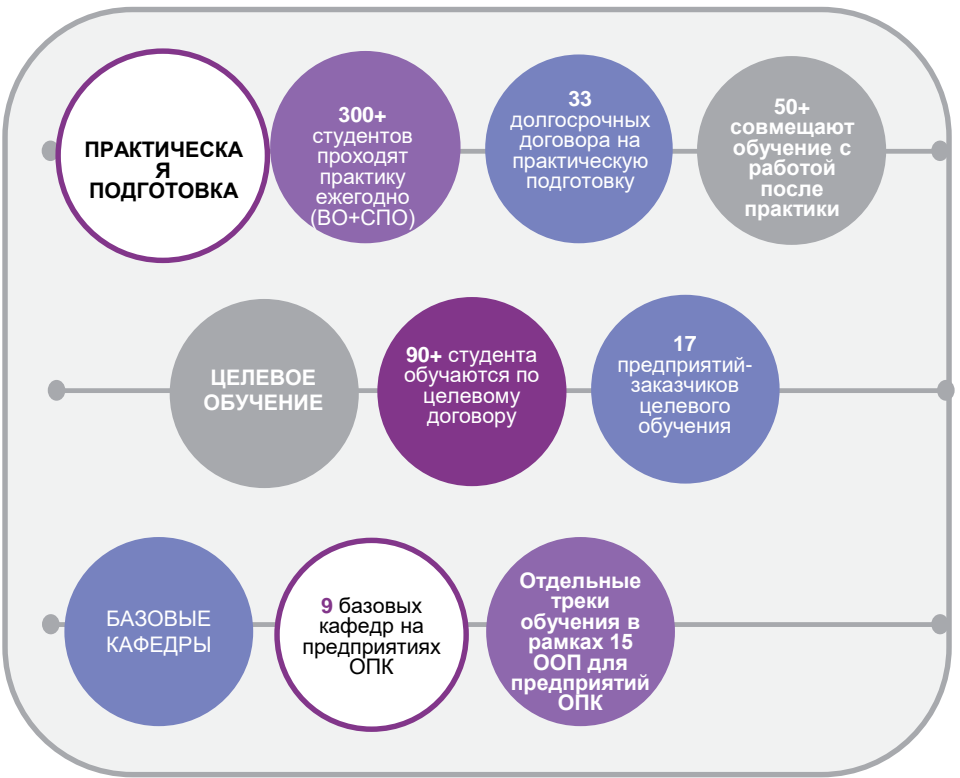 ПРАКТИЧЕСКА
Я
ПОДГОТОВКА
300+
студентов
проходят
практику
ежегодно
(ВО+СПО)
33
долгосрочных
договора на
практическую
подготовку
50+
совмещают
обучение с
работой
после
практики
ЦЕЛЕВОЕ
ОБУЧЕНИЕ
90+ студента
обучаются по
целевому
договору
17
предприятий-
заказчиков
целевого
обучения
БАЗОВЫЕ
КАФЕДРЫ
9 базовых
кафедр на
предприятиях
ОПК
Отдельные
треки
обучения в
рамках 15
ООП для
предприятий
ОПК